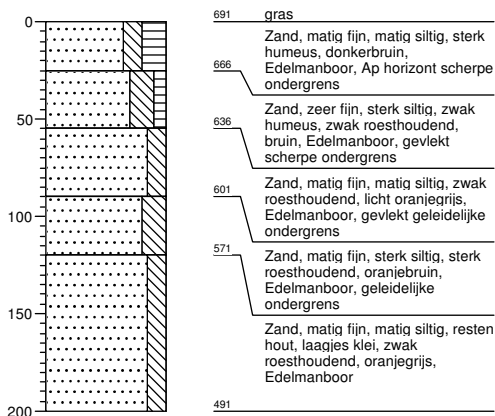 0
50
100
150
200
691 gras
Zand, matig fijn, matig siltig, sterk
humeus, donkerbruin,
Edelmanboor, Ap horizont scherpe
ondergrens
666
Zand, zeer fijn, sterk siltig, zwak
humeus, zwak roesthoudend,
bruin, Edelmanboor, gevlekt
scherpe ondergrens
636
Zand, matig fijn, matig siltig, zwak
roesthoudend, licht oranjegrijs,
Edelmanboor, gevlekt geleidelijke
ondergrens
601
Zand, matig fijn, sterk siltig, sterk
roesthoudend, oranjebruin,
Edelmanboor, geleidelijke
ondergrens
571
Zand, matig fijn, matig siltig, resten
hout, laagjes klei, zwak
roesthoudend, oranjegrijs,
Edelmanboor
491